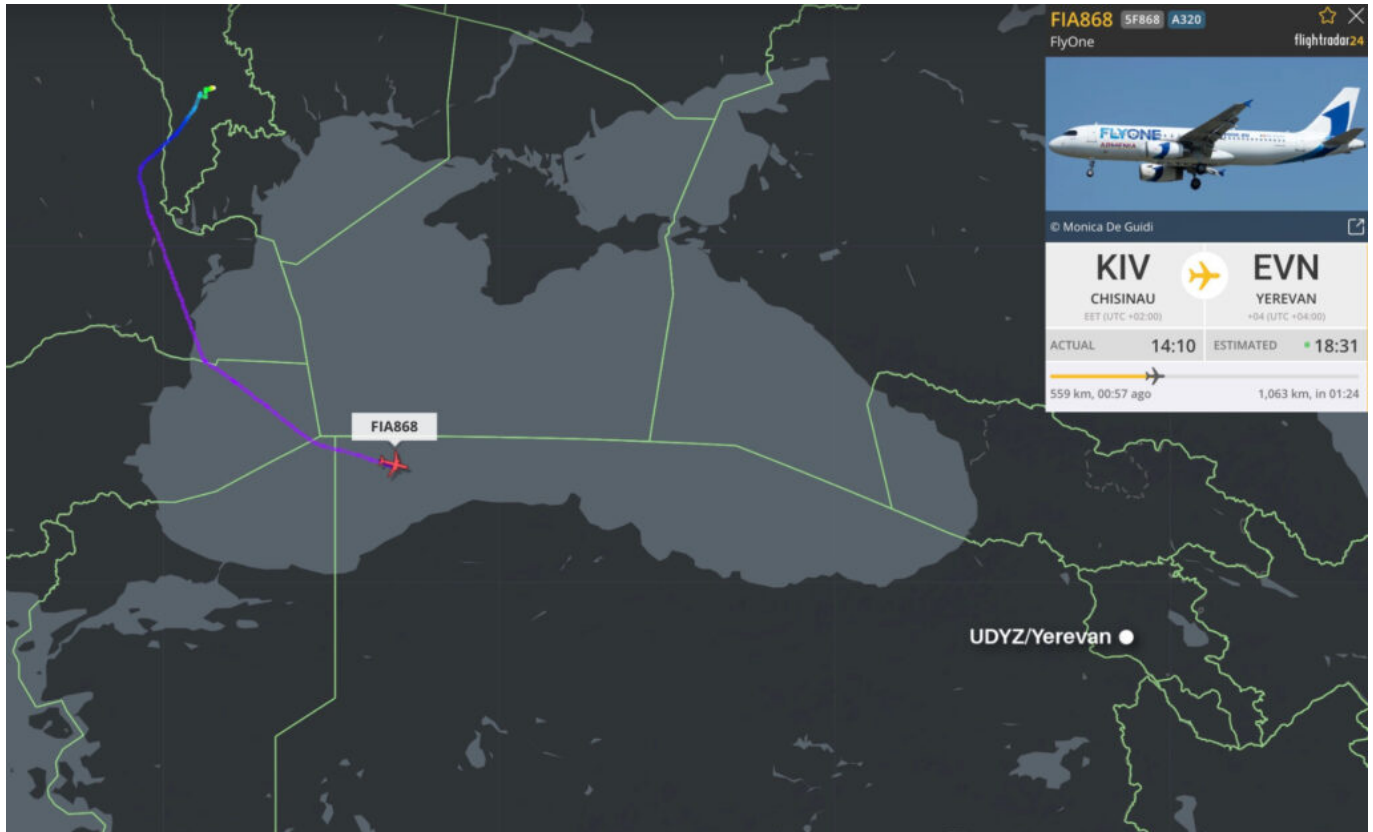 FIA868 5F868 A320
FlyOne
flightradar24
FLYONE
ARMENIA
© Monica De Guidi
KIV
CHISINAU
EET (UTC +02:00)
EVN
YEREVAN
+04 (UTC +04:00)
ACTUAL 14:10
ESTIMATED 18:31
559 km, 00:57 ago
1,063 km, in 01:24
FIA868
UDYZ/Yerevan